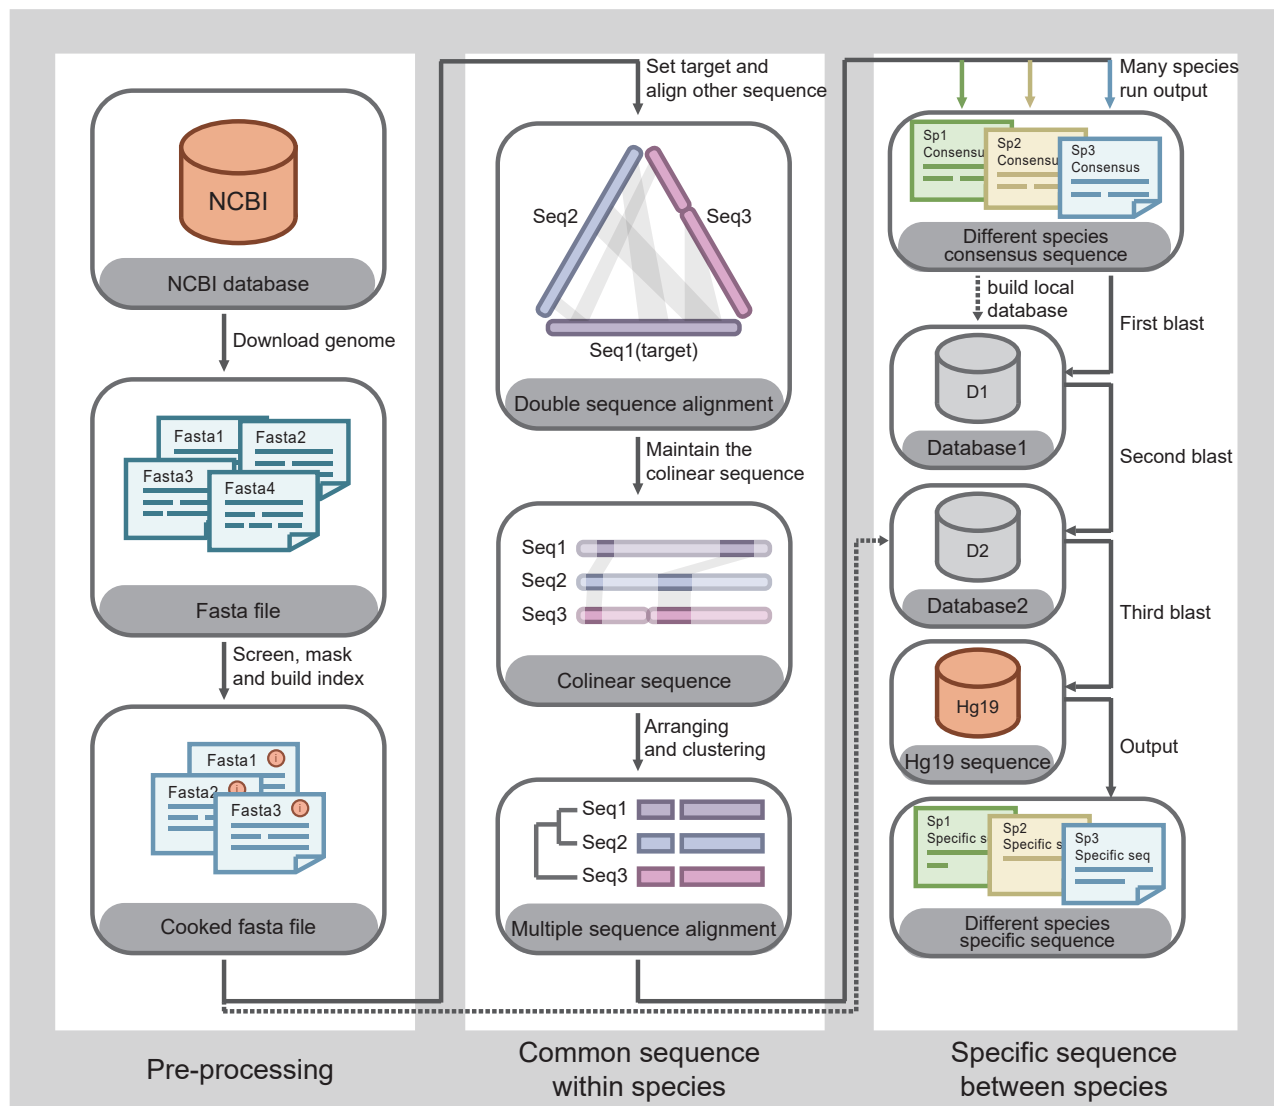 NCBI
NCBI database
Download genome
Fasta1
Fasta2
Fasta3
Fasta4
Fasta file
Screen, mask
and build index
Fasta1
i
Fasta2
i
Fasta3
i
Cooked fasta file
Pre-processing
Set target and
align other sequence
Seq2
Seq3
Seq1(target)
Double sequence alignment
Maintain the
colinear sequence
Seq1
Seq2
Seq3
Colinear sequence
Arranging
and clustering
Seq1
Seq2
Seq3
Multiple sequence alignment
Common sequence
within species
Many species
run output
Sp1
Consensu
Sp2
Consensu
Sp3
Consensus
Different species
consensus sequence
build local
database
First blast
D1
Database1
Second blast
D2
Database2
Third blast
Hg19
Hg19 sequence
Output
Sp1
Specific s
Sp2
Specific s
Sp3
Specific seq
Different species
specific sequence
Specific sequence
between species